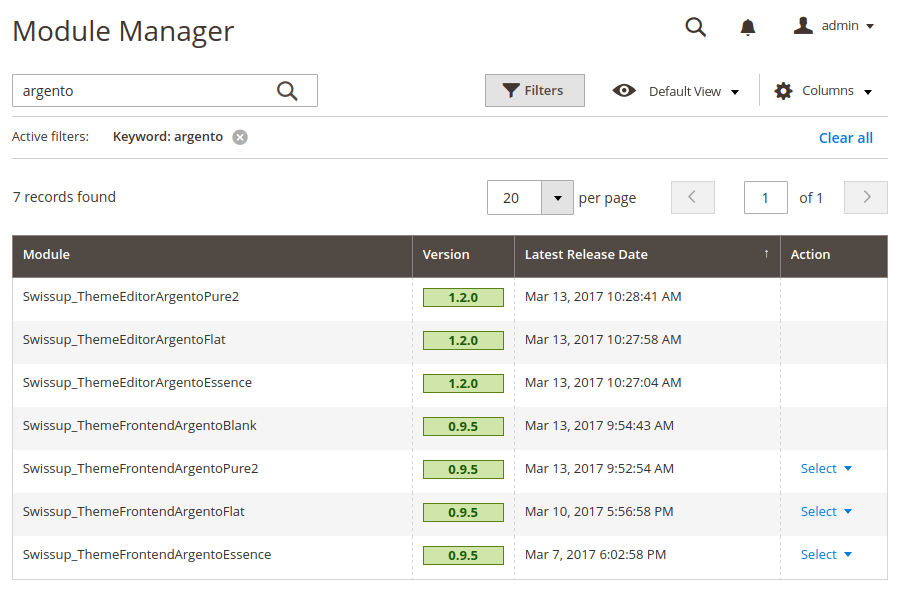 Module Manager
admin
argento
Filters
Default View
Columns
Active filters: Keyword: argento
Clear all
7 records found
20 per page
1 of 1
Module Version Latest Release Date ↑ Action
Swissup_ThemeEditorArgentoPure2 1.2.0 Mar 13, 2017 10:28:41 AM
Swissup_ThemeEditorArgentoFlat 1.2.0 Mar 13, 2017 10:27:58 AM
Swissup_ThemeEditorArgentoEssence 1.2.0 Mar 13, 2017 10:27:04 AM
Swissup_ThemeFrontendArgentoBlank 0.9.5 Mar 13, 2017 9:54:43 AM
Swissup_ThemeFrontendArgentoPure2 0.9.5 Mar 13, 2017 9:52:54 AM Select
Swissup_ThemeFrontendArgentoFlat 0.9.5 Mar 10, 2017 5:56:58 PM Select
Swissup_ThemeFrontendArgentoEssence 0.9.5 Mar 7, 2017 6:02:58 PM Select